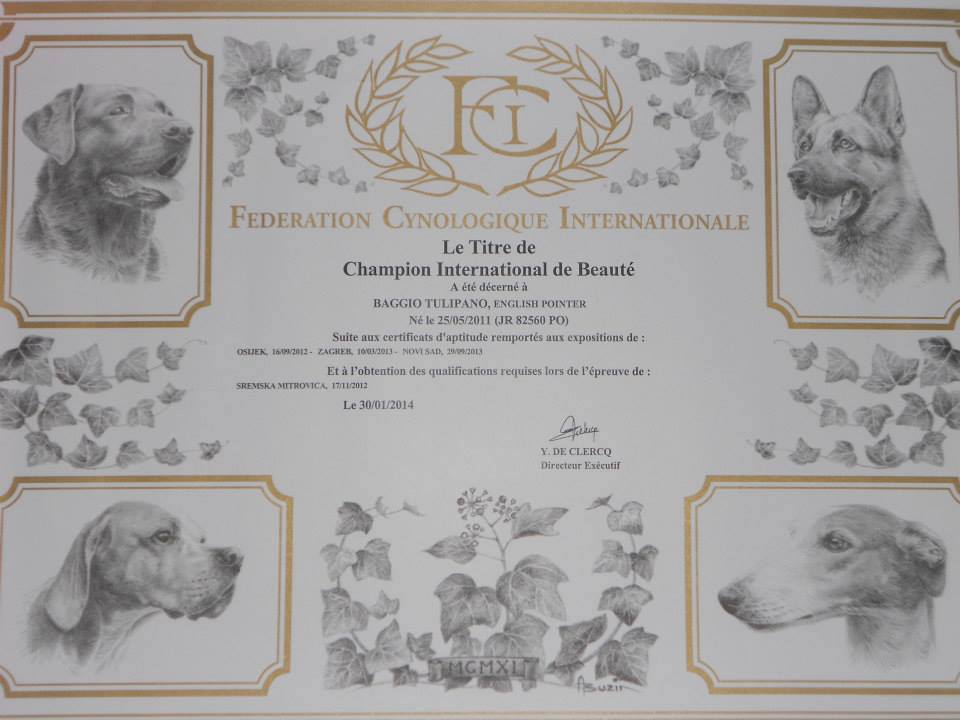 FCI
FEDERATION CYNOLOGIQUE INTERNATIONALE
Le Titre de
Champion International de Beauté
A été décerné à
BAGGIO TULIPANO, ENGLISH POINTER
Né le 25/05/2011 (JR 82560 PO)
Suite aux certificats d'aptitude remportés aux expositions de :
OSIJEK, 16/09/2012 - ZAGREB, 10/03/2013 - NOVI SAD, 29/09/2013
Et à l'obtention des qualifications requises lors de l'épreuve de :
SREMSKA MITROVICA, 17/11/2012
Le 30/01/2014
Y. DE CLERCQ
Directeur Exécutif
MCMXI